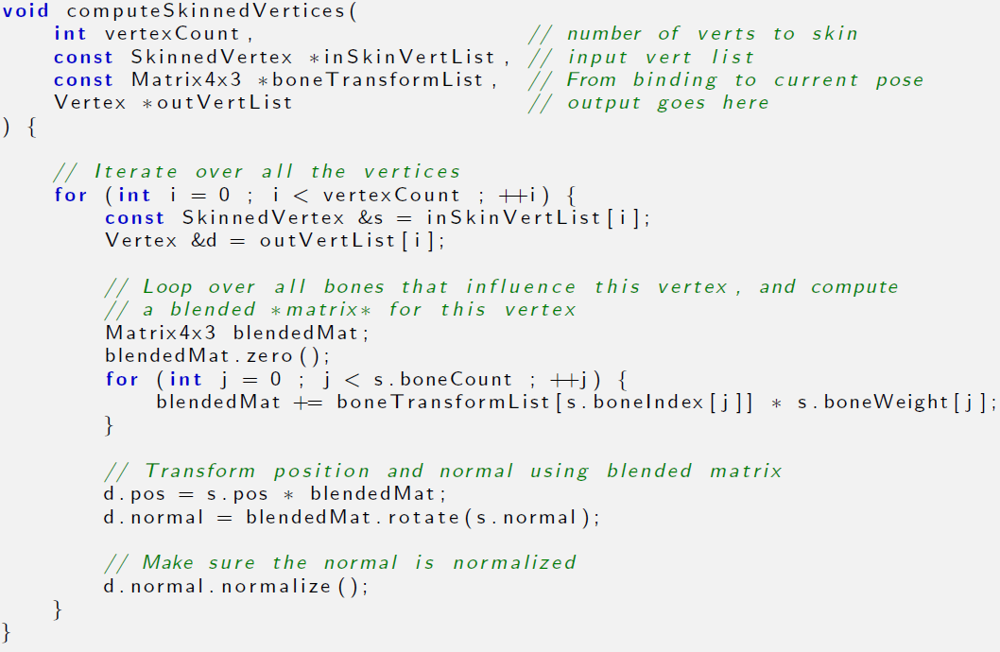 void computeSkinnedVertices(
    int vertexCount,                      // number of verts to skin
    const SkinnedVertex *inSkinVertList,  // input vert list
    const Matrix4x3 *boneTransformList,   // From binding to current pose
    Vertex *outVertList                   // output goes here
) {
    // Iterate over all the vertices
    for (int i = 0 ; i < vertexCount ; ++i) {
        const SkinnedVertex &s = inSkinVertList[i];
        Vertex &d = outVertList[i];
        // Loop over all bones that influence this vertex, and compute
        // a blended *matrix* for this vertex
        Matrix4x3 blendedMat;
        blendedMat.zero();
        for (int j = 0 ; j < s.boneCount ; ++j) {
            blendedMat += boneTransformList[s.boneIndex[j]] * s.boneWeight[j];
        }
        // Transform position and normal using blended matrix
        d.pos = s.pos * blendedMat;
        d.normal = blendedMat.rotate(s.normal);
        // Make sure the normal is normalized
        d.normal.normalize();
    }
}